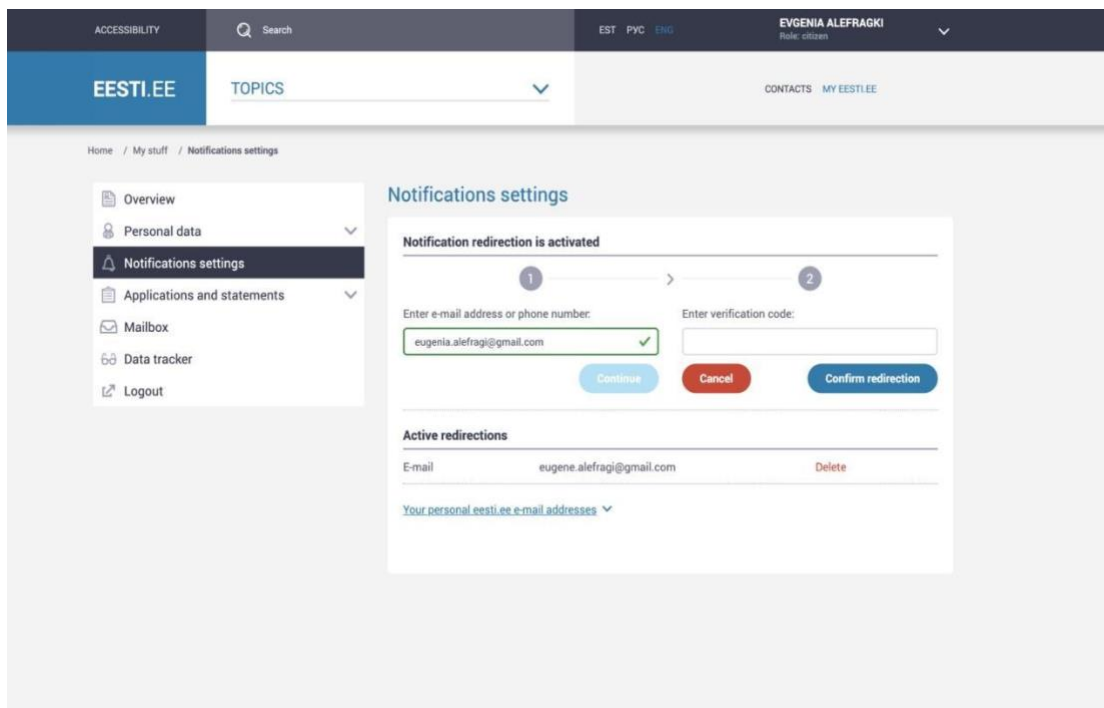 ACCESSIBILITY
Search
EST РУС ENG
EVGENIA ALEFRAGKI
Role: citizen
EESTI.EE
TOPICS
CONTACTS MY EESTI.EE
Home / My stuff / Notifications settings
Overview
Personal data
Notifications settings
Applications and statements
Mailbox
Data tracker
Logout
Notifications settings
Notification redirection is activated
1 > 2
Enter e-mail address or phone number:
eugenia.alefragi@gmail.com
Continue
Enter verification code:
Cancel
Confirm redirection
Active redirections
E-mail eugene.alefragi@gmail.com Delete
Your personal eesti.ee e-mail addresses